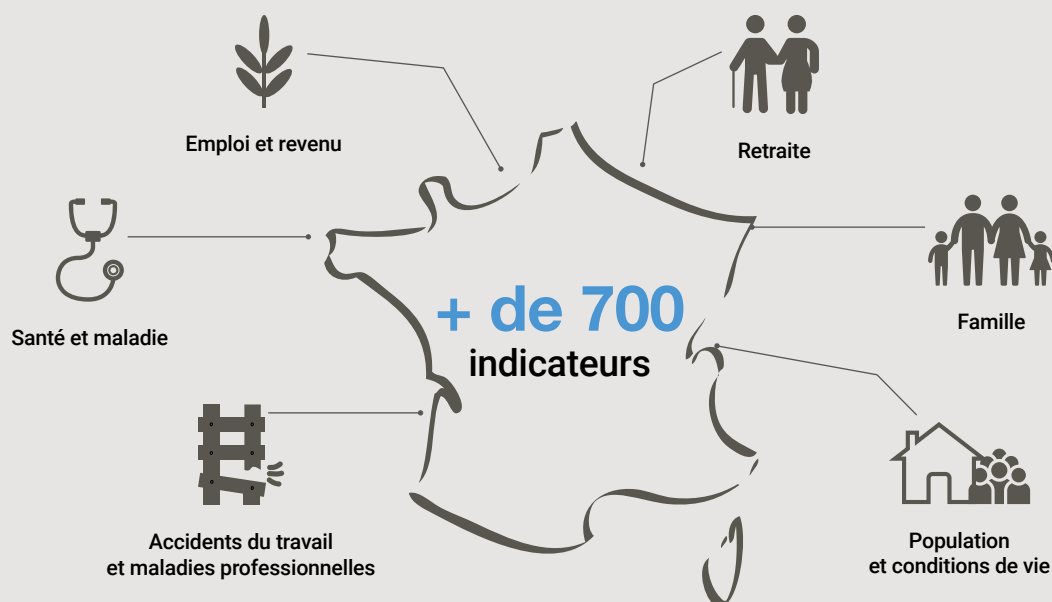 Emploi et revenu
Retraite
Santé et maladie
+ de 700
indicateurs
Famille
Accidents du travail
et maladies professionnelles
Population
et conditions de vie